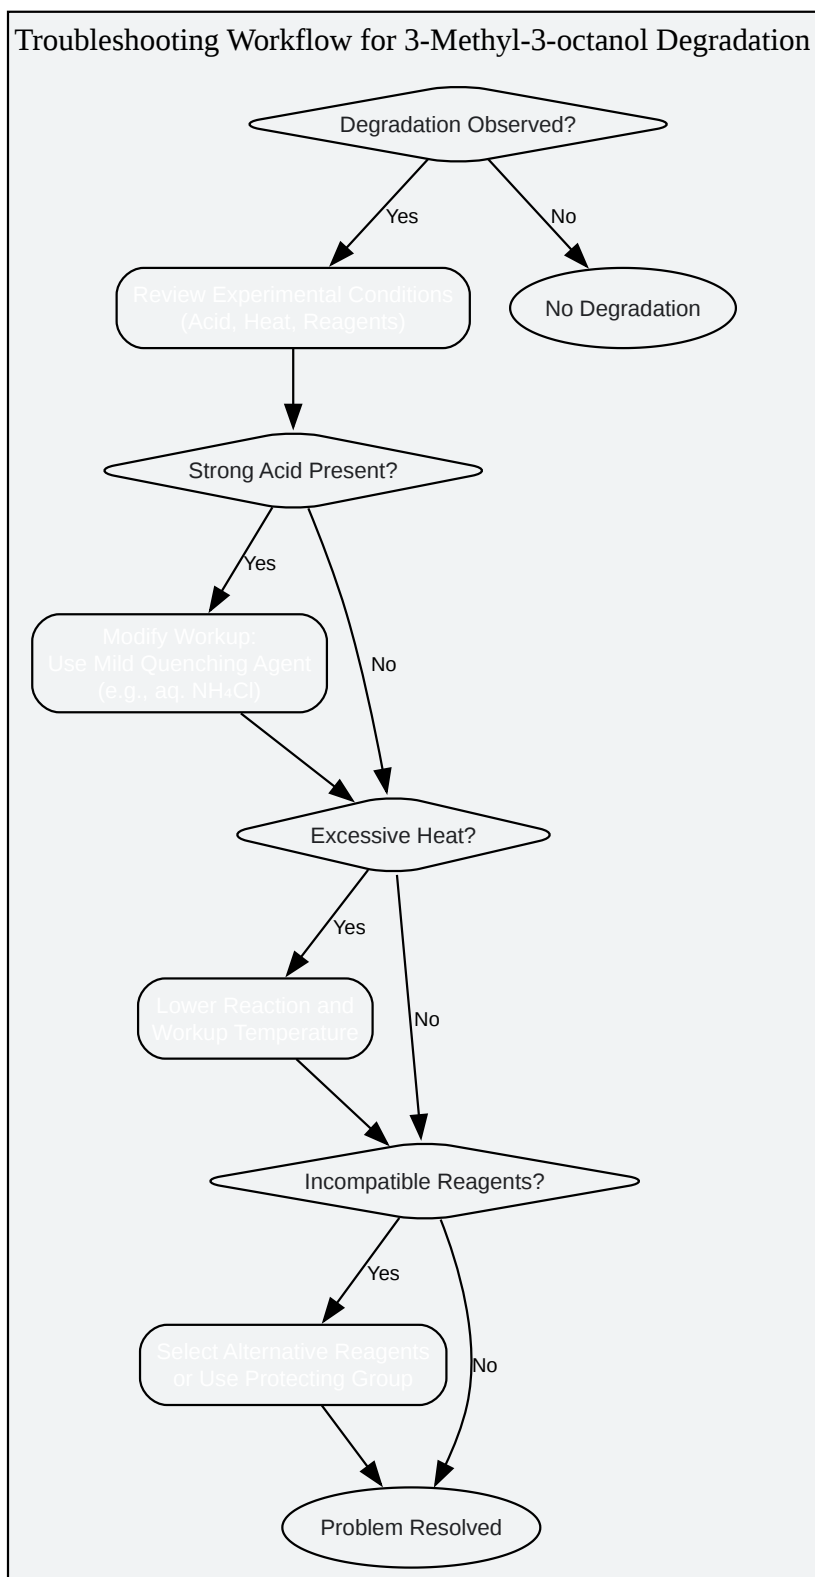 Troubleshooting Workflow for 3-Methyl-3-octanol Degradation
Degradation Observed?
Yes
No
Review Experimental Conditions
(Acid, Heat, Reagents)
No Degradation
Strong Acid Present?
Yes
Modify Workup:
Use Mild Quenching Agent
(e.g., aq. NH₄Cl)
No
Excessive Heat?
Yes
Lower Reaction and
Workup Temperature
No
Incompatible Reagents?
Yes
Select Alternative Reagents
or Use Protecting Group
No
Problem Resolved